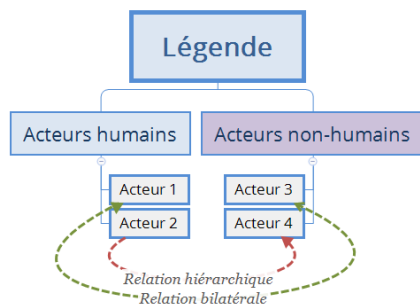 Légende
Acteurs humains
Acteurs non-humains
Acteur 1
Acteur 2
Acteur 3
Acteur 4
Relation hiérarchique
Relation bilatérale